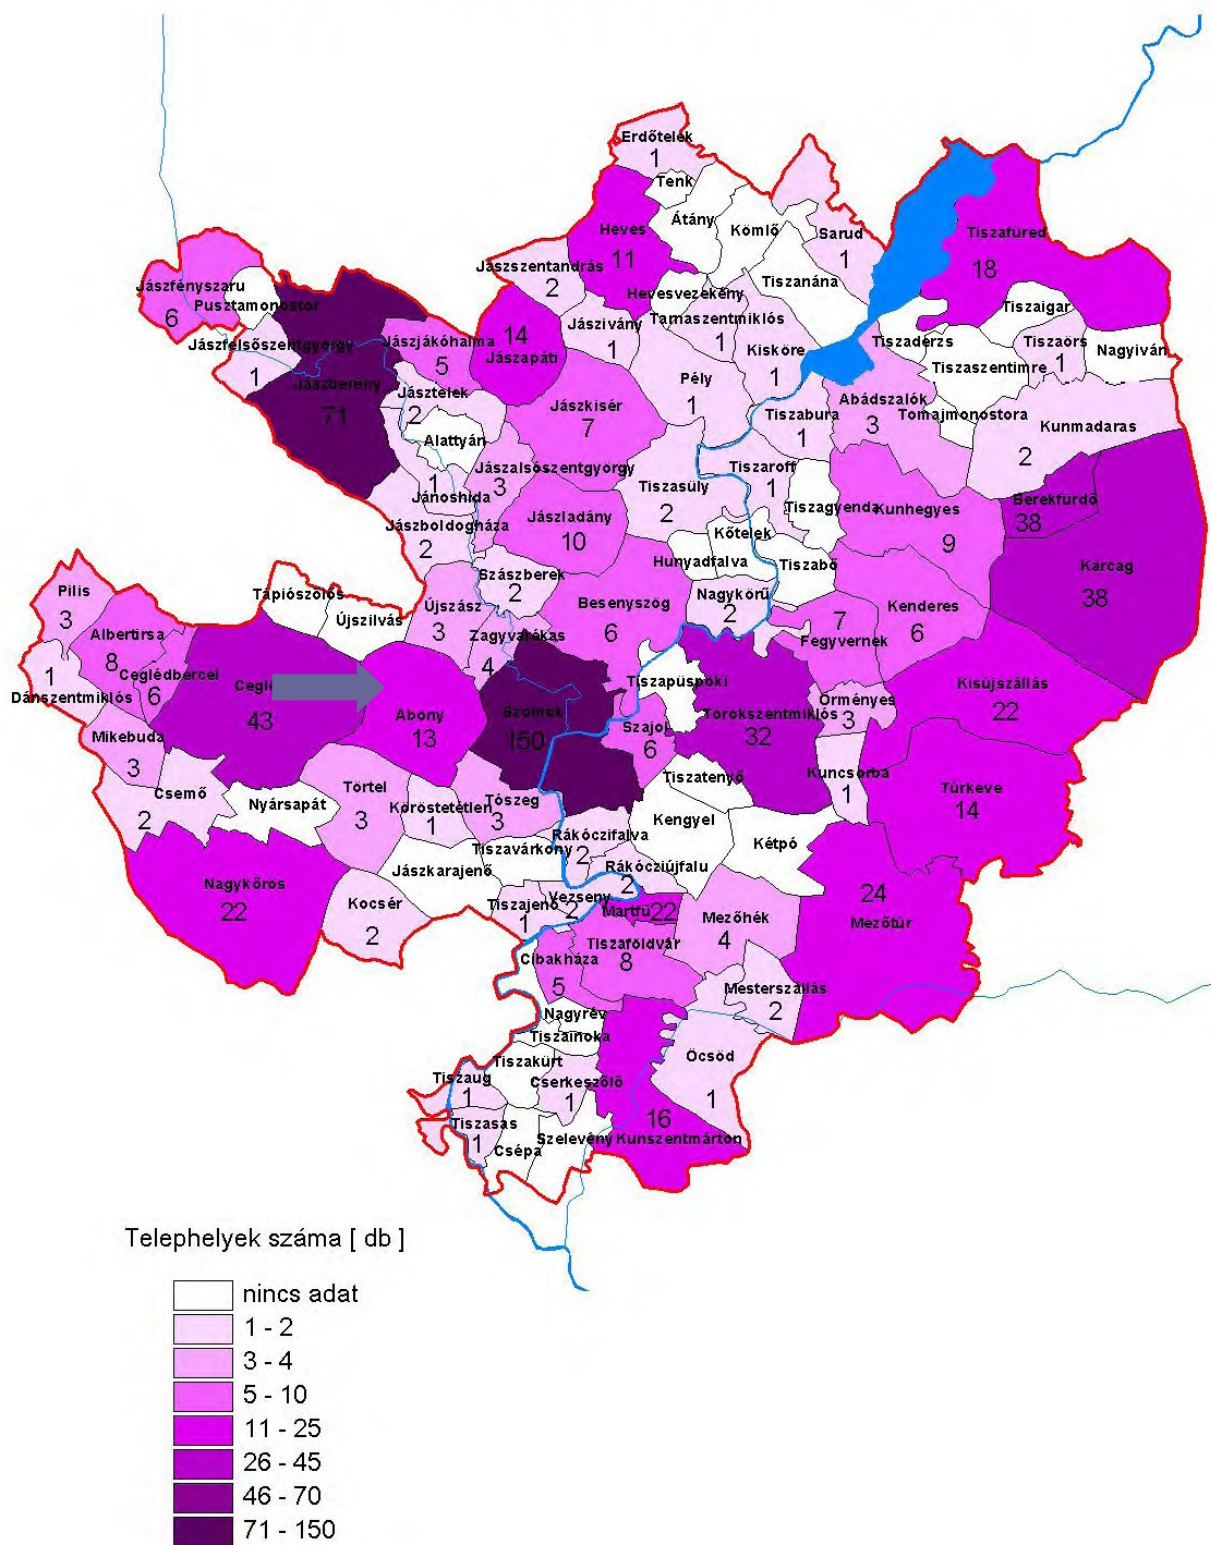 Erdőtelek
1
Tenk
Átány
Heves
11
Kömlő
Sarud
1
Tiszafüred
18
Jászszentandrás
2
Hevesvezekény
Tiszanána
Jászfényszaru
6
Pusztamonostor
Tiszaigar
14
Jászapáti
Jászivány
1
Tarnaszentmiklós
1
Kisköre
1
Tiszaderzs
Tiszaörs
1
Nagyiván
Jászfelsőszentgyörgy
1
Jászjákóhalma
5
Tiszaszentimre
Jászberény
71
Jásztelek
2
Pély
1
Abádszalók
3
Tomajmonostora
Jászkisér
7
Tiszabura
1
Kunmadaras
2
Alattyán
Jászalsószentgyörgy
3
Tiszaroff
1
1
Jánoshida
Tiszasüly
2
Tiszagyenda
Kunhegyes
9
Berekfürdő
38
Jászladány
10
Jászboldogháza
2
Kőtelek
Hunyadfalva
Tiszabő
Karcag
38
Szászberek
2
Pilis
3
Tápiószőlős
Újszilvás
Újszász
3
Besenyszög
6
Nagykörű
2
Kenderes
6
7
Fegyvernek
Albertirsa
8
Zagyvarékas
4
Ceglédbercel
6
1
Dánszentmiklós
Cegl
43
Abony
13
Tiszapüspöki
Kisújszállás
22
Szolnok
150
Törökszentmiklós
32
Örményes
3
Mikebuda
3
Szajol
6
Tiszatenyő
Kuncsorba
1
Túrkeve
14
Csemő
2
Nyársapát
Törtel
3
Kőröstetétlen
1
Tószeg
3
Kengyel
Kétpó
Rákóczifalva
2
Tiszavárkony
Rákócziújfalu
2
Jászkarajenő
Nagykőrös
22
Kocsér
2
Tiszajenő
1
Vezseny
2
Martfű
22
24
Mezőtúr
Mezőhék
4
Tiszaföldvár
8
Cibakháza
5
Mesterszállás
2
Nagyrév
Tiszainoka
Öcsöd
1
Tiszakürt
Tiszaug
1
Cserkeszőlő
1
Tiszasas
1
Csépa
Szelevény
16
Kunszentmárton
Telephelyek száma [ db ]
nincs adat
1 - 2
3 - 4
5 - 10
11 - 25
26 - 45
46 - 70
71 - 150